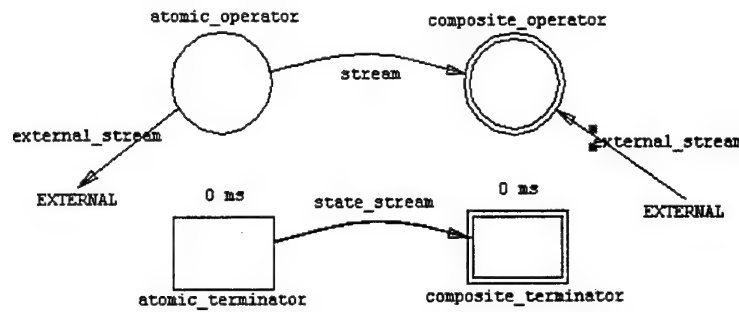 atomic_operator
composite_operator
stream
external_stream
external_stream
EXTERNAL
0 ms
state_stream
0 ms
EXTERNAL
atomic_terminator
composite_terminator